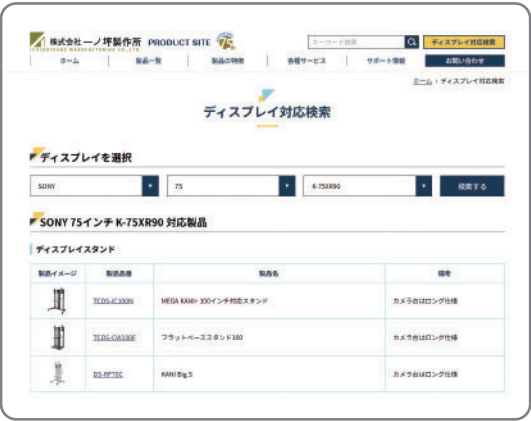 株式会社 一ノ坪製作所 PRODUCT SITE 75
ICHINOTSUBO MANUFACTURING CO.,LTD.
キーワード検索
ディスプレイ対応検索
ホーム 製品一覧 製品の特徴 各種サービス サポート情報 お問い合わせ
ホーム › ディスプレイ対応検索
ディスプレイ対応検索
ディスプレイを選択
SONY 75 K-75XR90 検索する
SONY 75インチ K-75XR90 対応製品
ディスプレイスタンド
製品イメージ 製品品番 製品名 備考
MEGA KANI+ 100インチ対応スタンド カメラ台はロング仕様
フラットベーススタンド100 カメラ台はロング仕様
KANI Big.S カメラ台はロング仕様